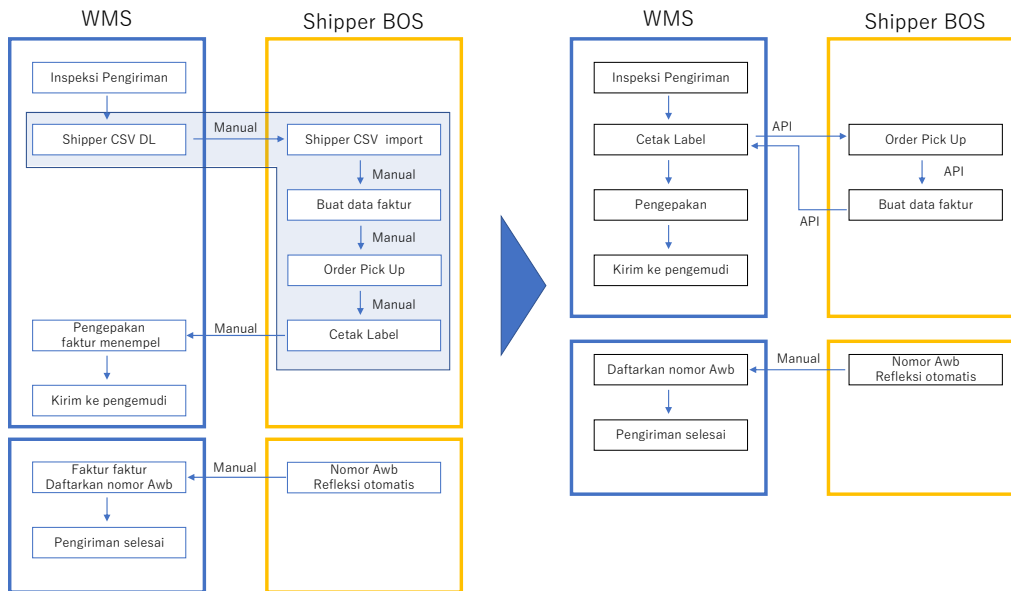 WMS
Shipper BOS
Inspeksi Pengiriman
Shipper CSV DL
Manual
Shipper CSV import
Manual
Buat data faktur
Manual
Order Pick Up
Manual
Pengepakan
faktur menempel
Manual
Cetak Label
Kirim ke pengemudi
Faktur faktur
Daftarkan nomor Awb
Manual
Nomor Awb
Refleksi otomatis
Pengiriman selesai
WMS
Shipper BOS
Inspeksi Pengiriman
Cetak Label
API
Order Pick Up
API
Pengepakan
API
Buat data faktur
Kirim ke pengemudi
Daftarkan nomor Awb
Manual
Nomor Awb
Refleksi otomatis
Pengiriman selesai